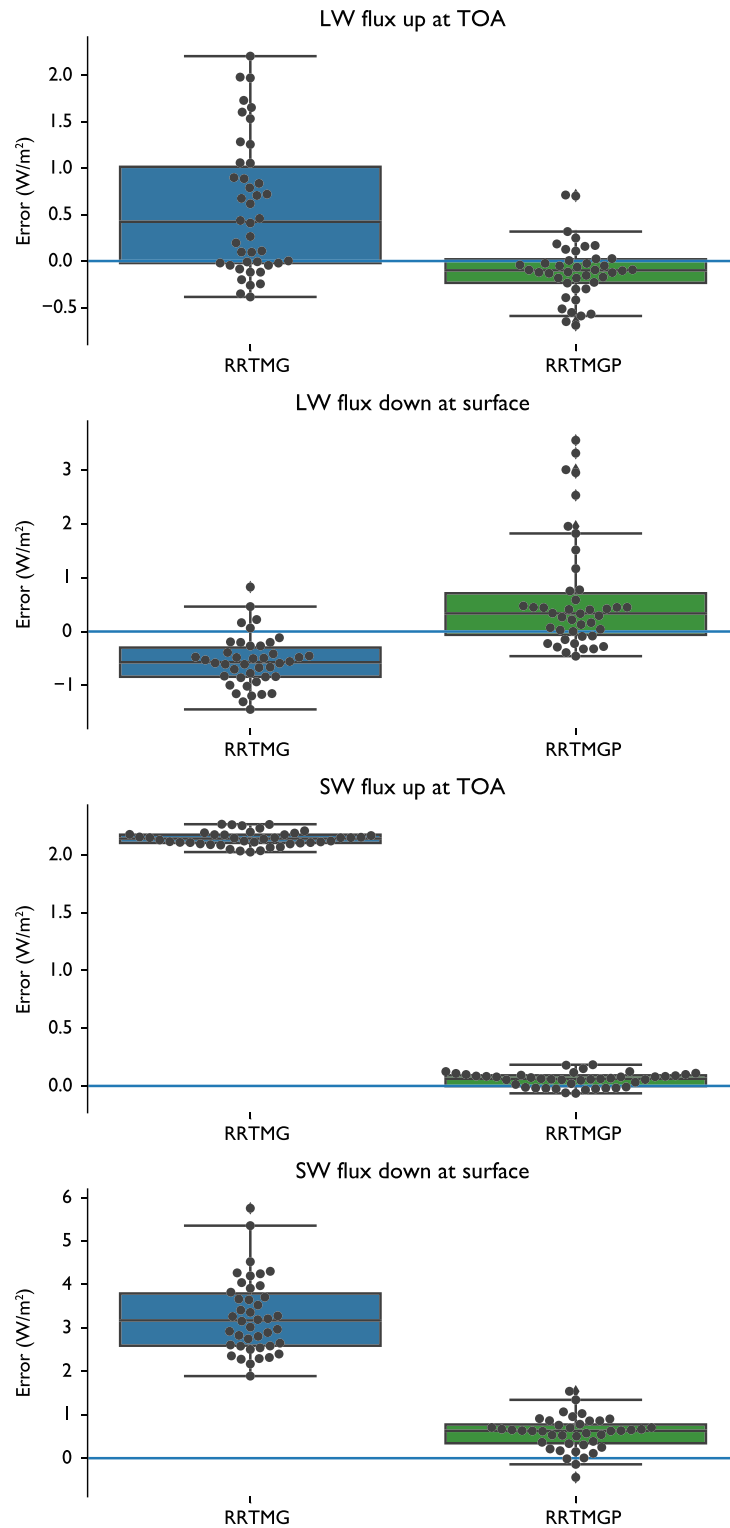 LW flux up at TOA
Error (W/m²)
2.0
1.5
1.0
0.5
0.0
−0.5
RRTMG RRTMGP
LW flux down at surface
Error (W/m²)
3
2
1
0
−1
RRTMG RRTMGP
SW flux up at TOA
Error (W/m²)
2.0
1.5
1.0
0.5
0.0
RRTMG RRTMGP
SW flux down at surface
Error (W/m²)
6
5
4
3
2
1
0
RRTMG RRTMGP